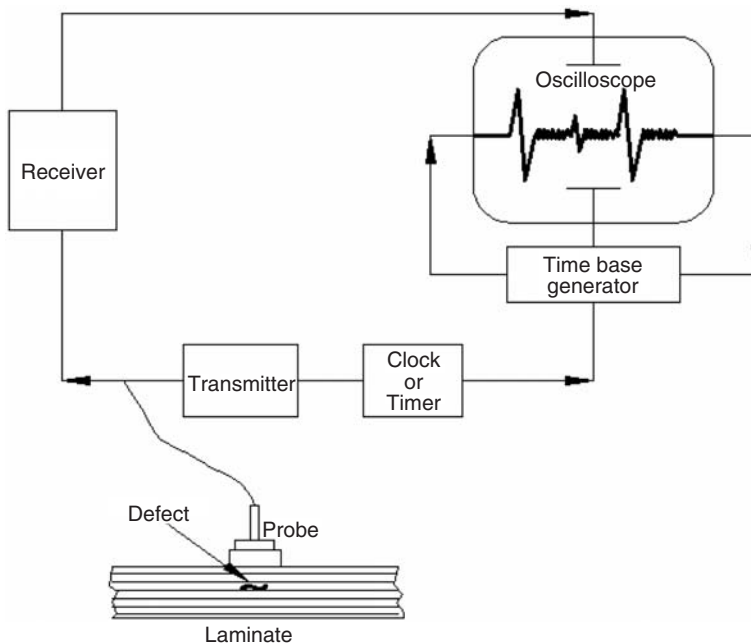 Oscilloscope
Receiver
Time base
generator
Transmitter
Clock
or
Timer
Defect
Probe
Laminate